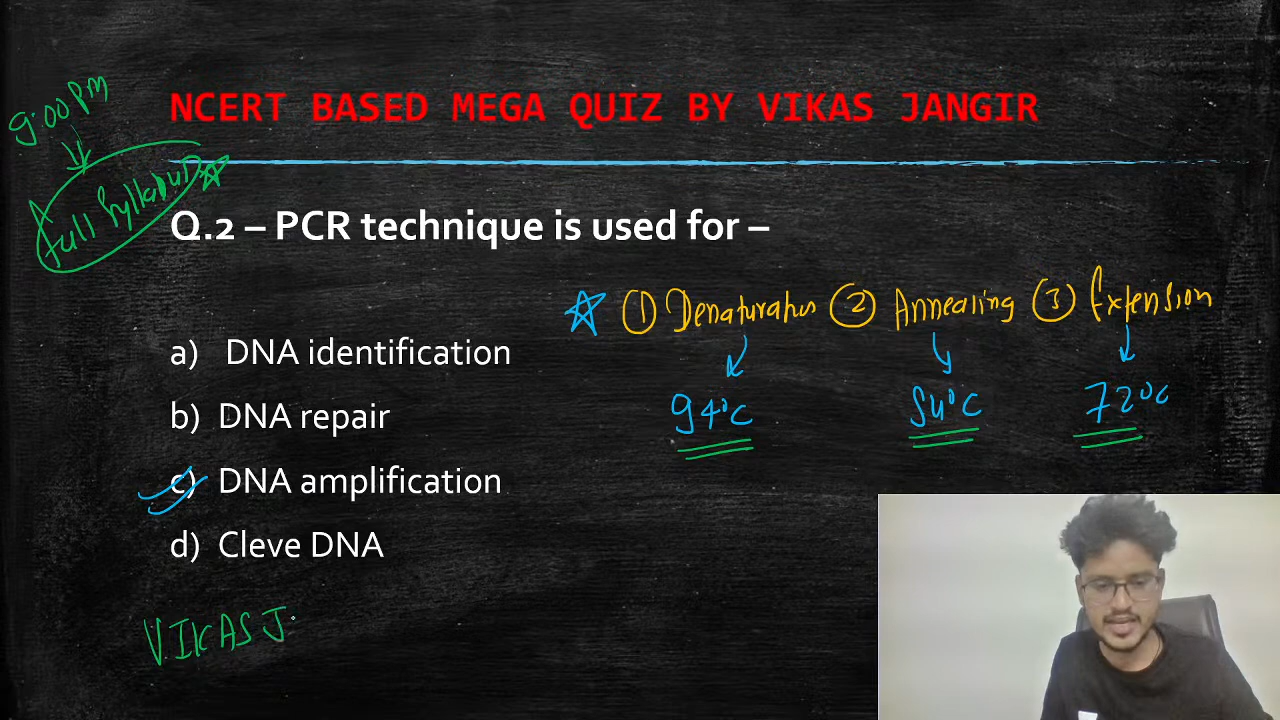 NCERT BASED MEGA QUIZ BY VIKAS JANGIR
9:00 PM
Full Syllabus
Q.2 – PCR technique is used for –
① Denaturation ② Annealing ③ Extension
94°C 54°C 72°C
a) DNA identification
b) DNA repair
c) DNA amplification
d) Cleve DNA
VIKAS J